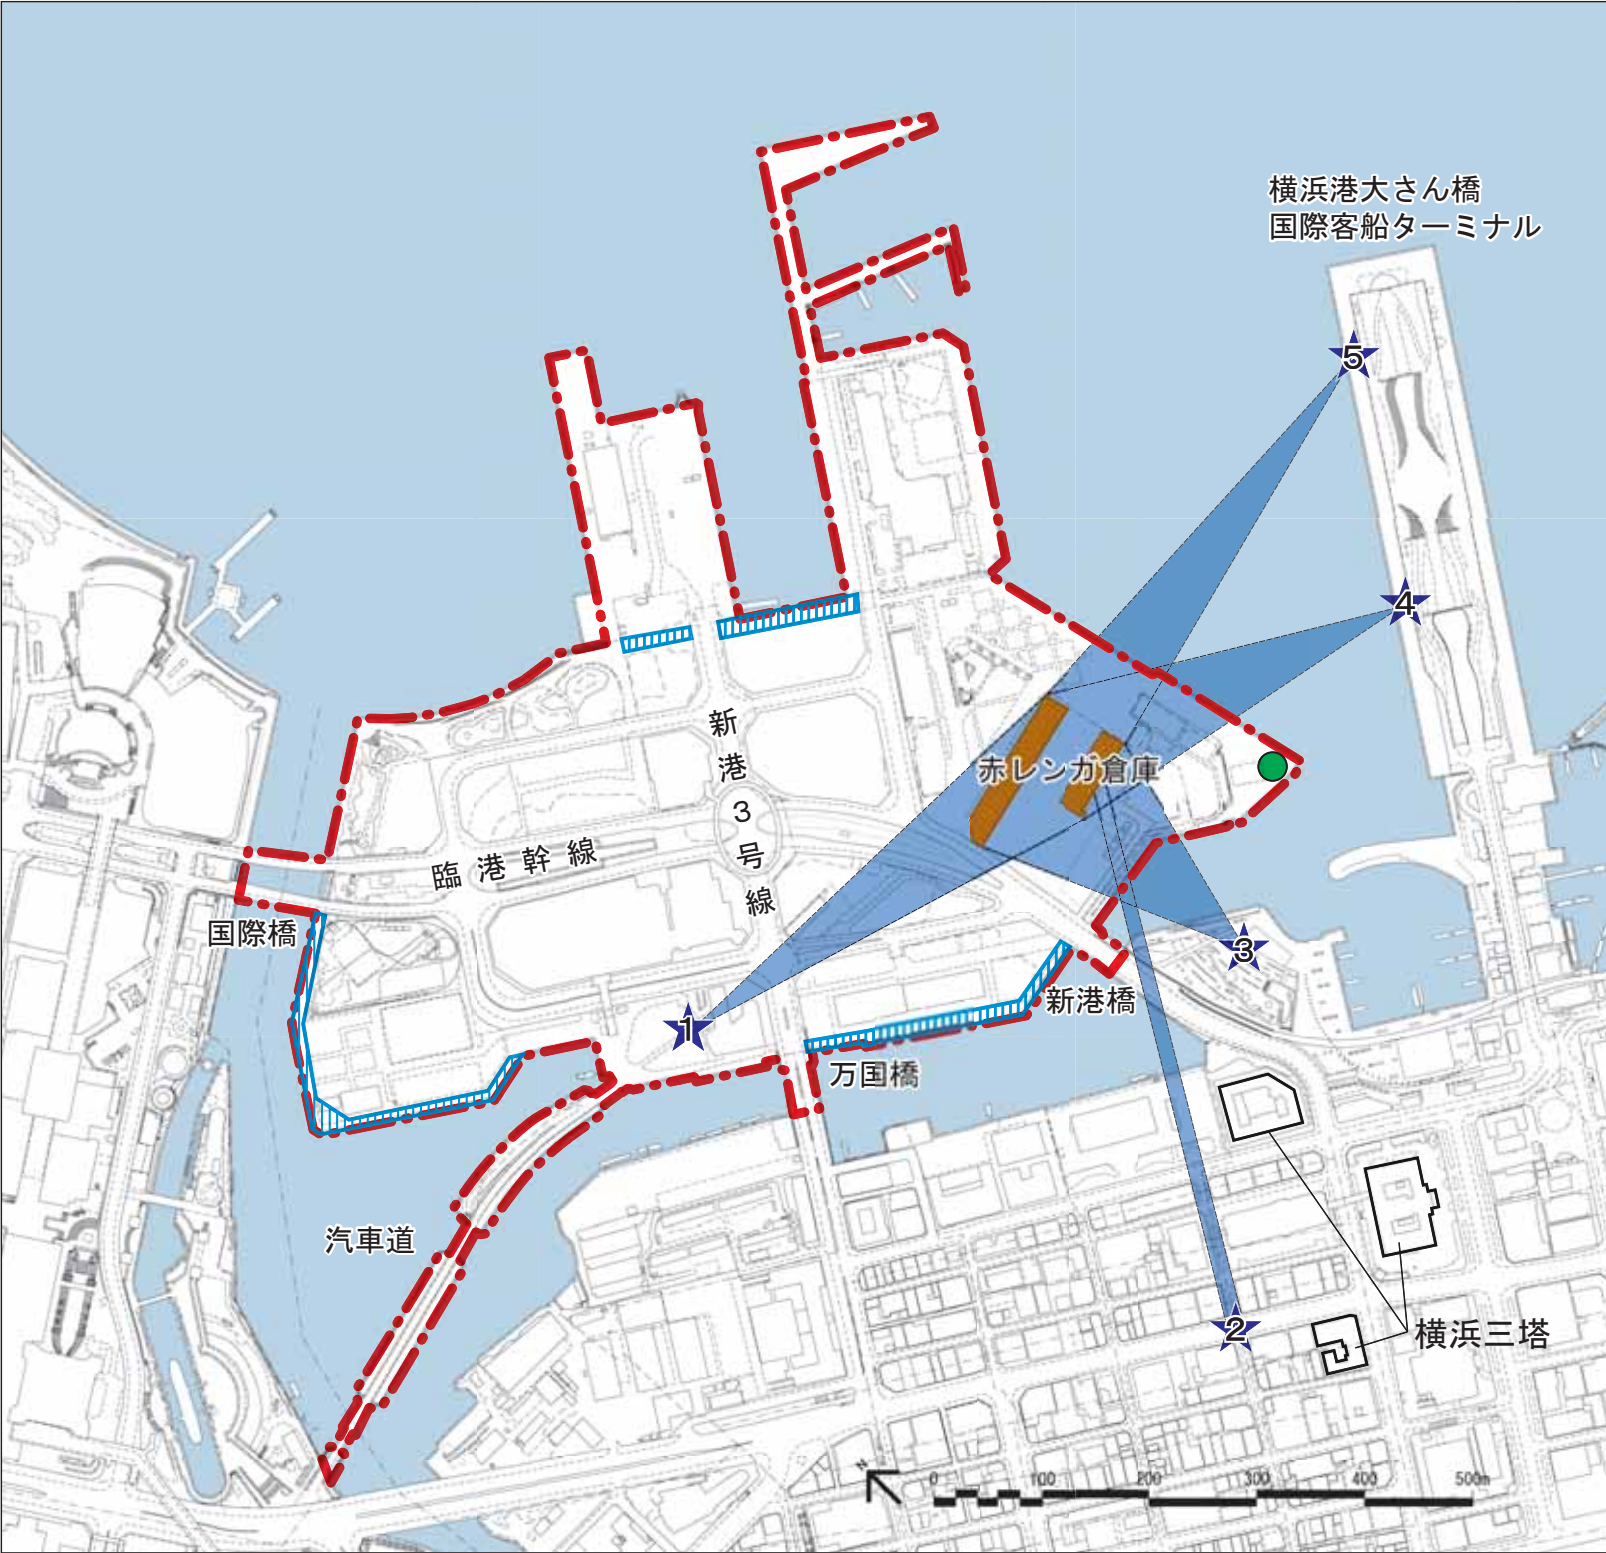 横浜港大さん橋
国際客船ターミナル
5
4
新港3号線
赤レンガ倉庫
臨港幹線
国際橋
3
新港橋
1
万国橋
汽車道
2
横浜三塔
N
0 100 200 300 400 500m